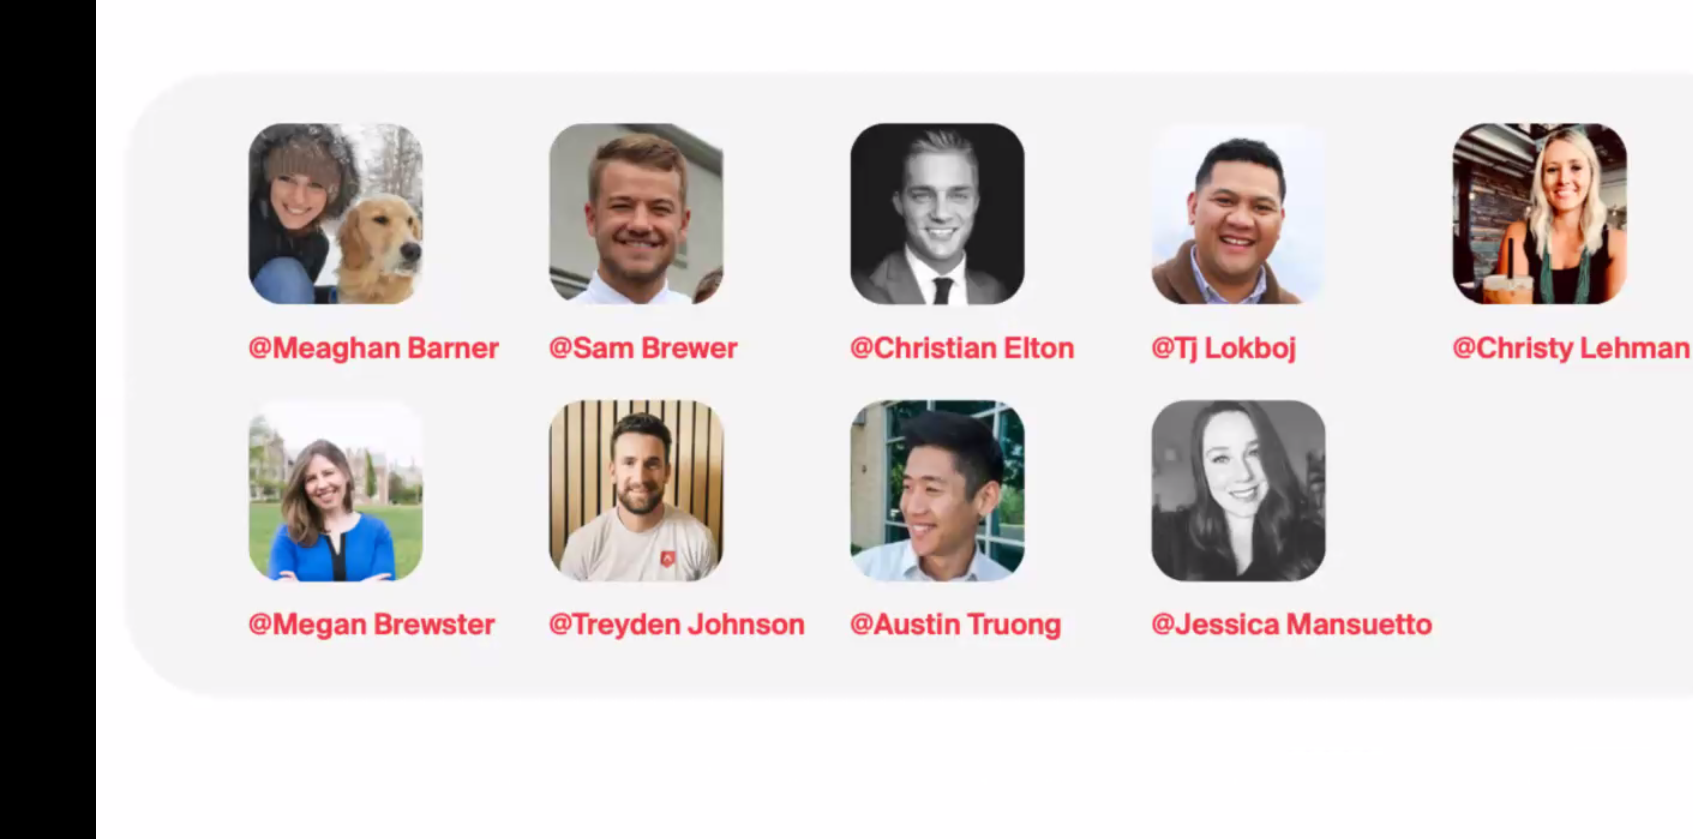 @Meaghan Barner
@Sam Brewer
@Christian Elton
@Tj Lokboj
@Christy Lehman
@Megan Brewster
@Treyden Johnson
@Austin Truong
@Jessica Mansuetto